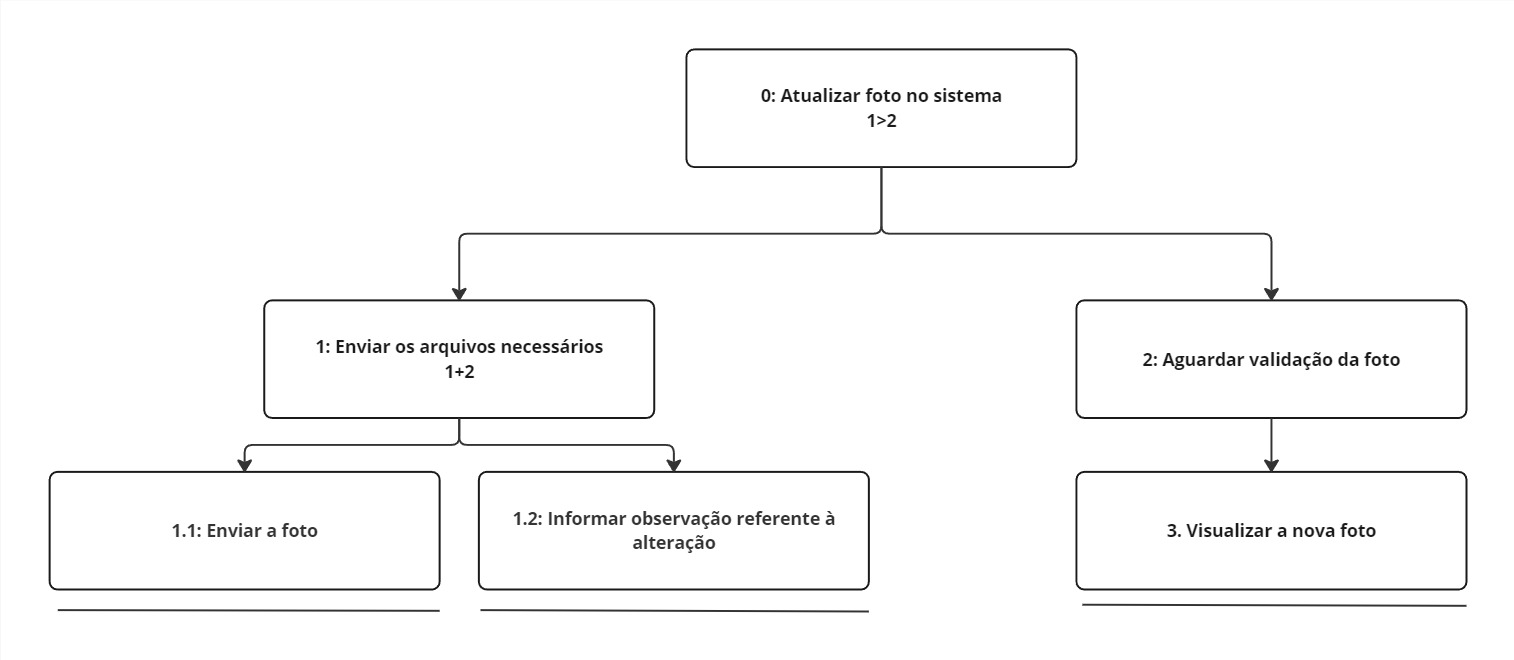 0: Atualizar foto no sistema
1>2
1: Enviar os arquivos necessários
1+2
2: Aguardar validação da foto
1.1: Enviar a foto
1.2: Informar observação referente à
alteração
3. Visualizar a nova foto